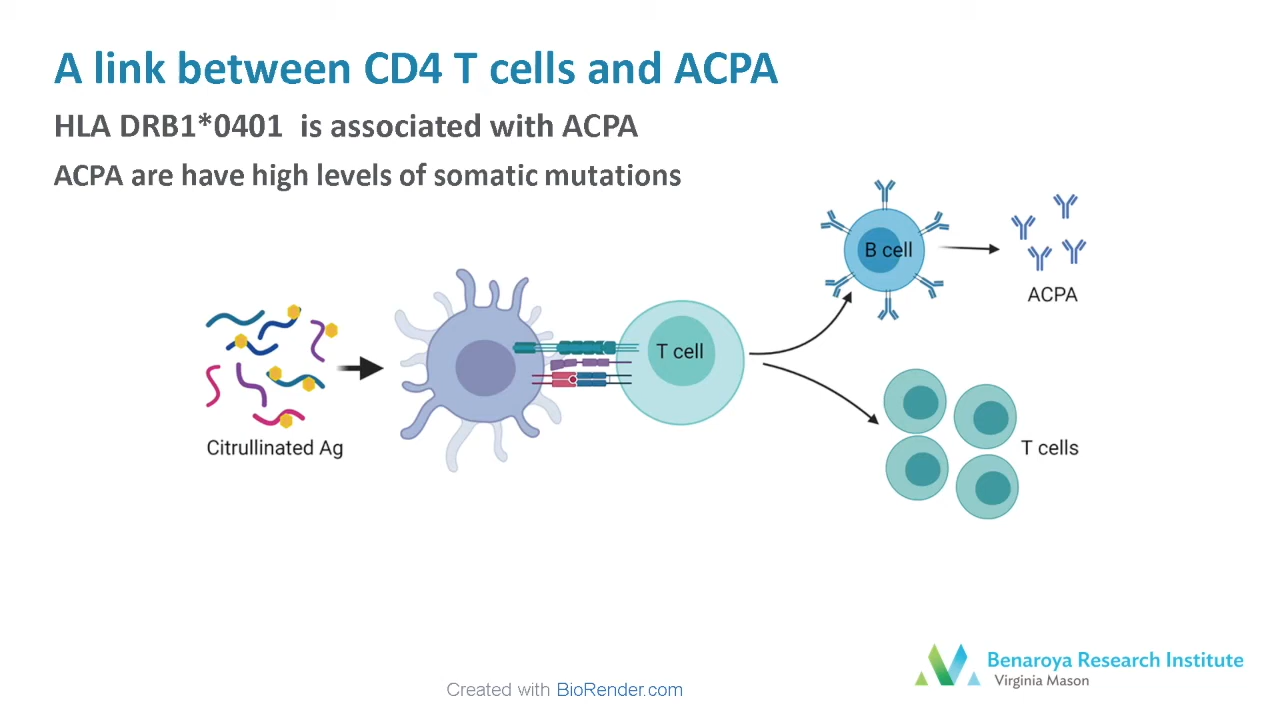 A link between CD4 T cells and ACPA
HLA DRB1*0401 is associated with ACPA
ACPA are have high levels of somatic mutations
B cell
ACPA
T cell
Citrullinated Ag
T cells
Benaroya Research Institute
Virginia Mason
Created with BioRender.com